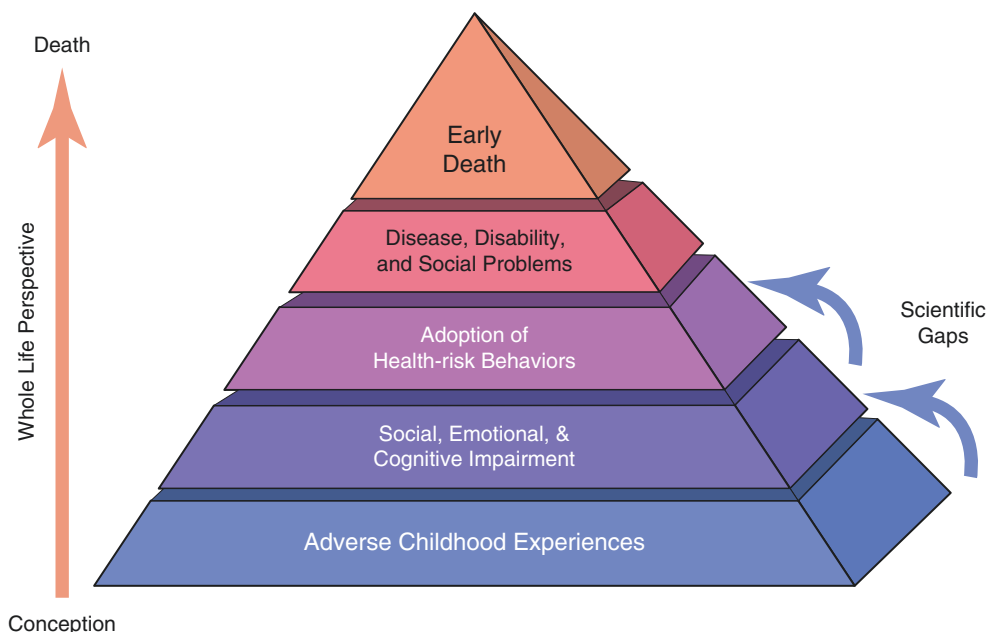 Death
Early
Death
Disease, Disability,
and Social Problems
Adoption of
Health-risk Behaviors
Social, Emotional, &
Cognitive Impairment
Adverse Childhood Experiences
Scientific
Gaps
Whole Life Perspective
Conception